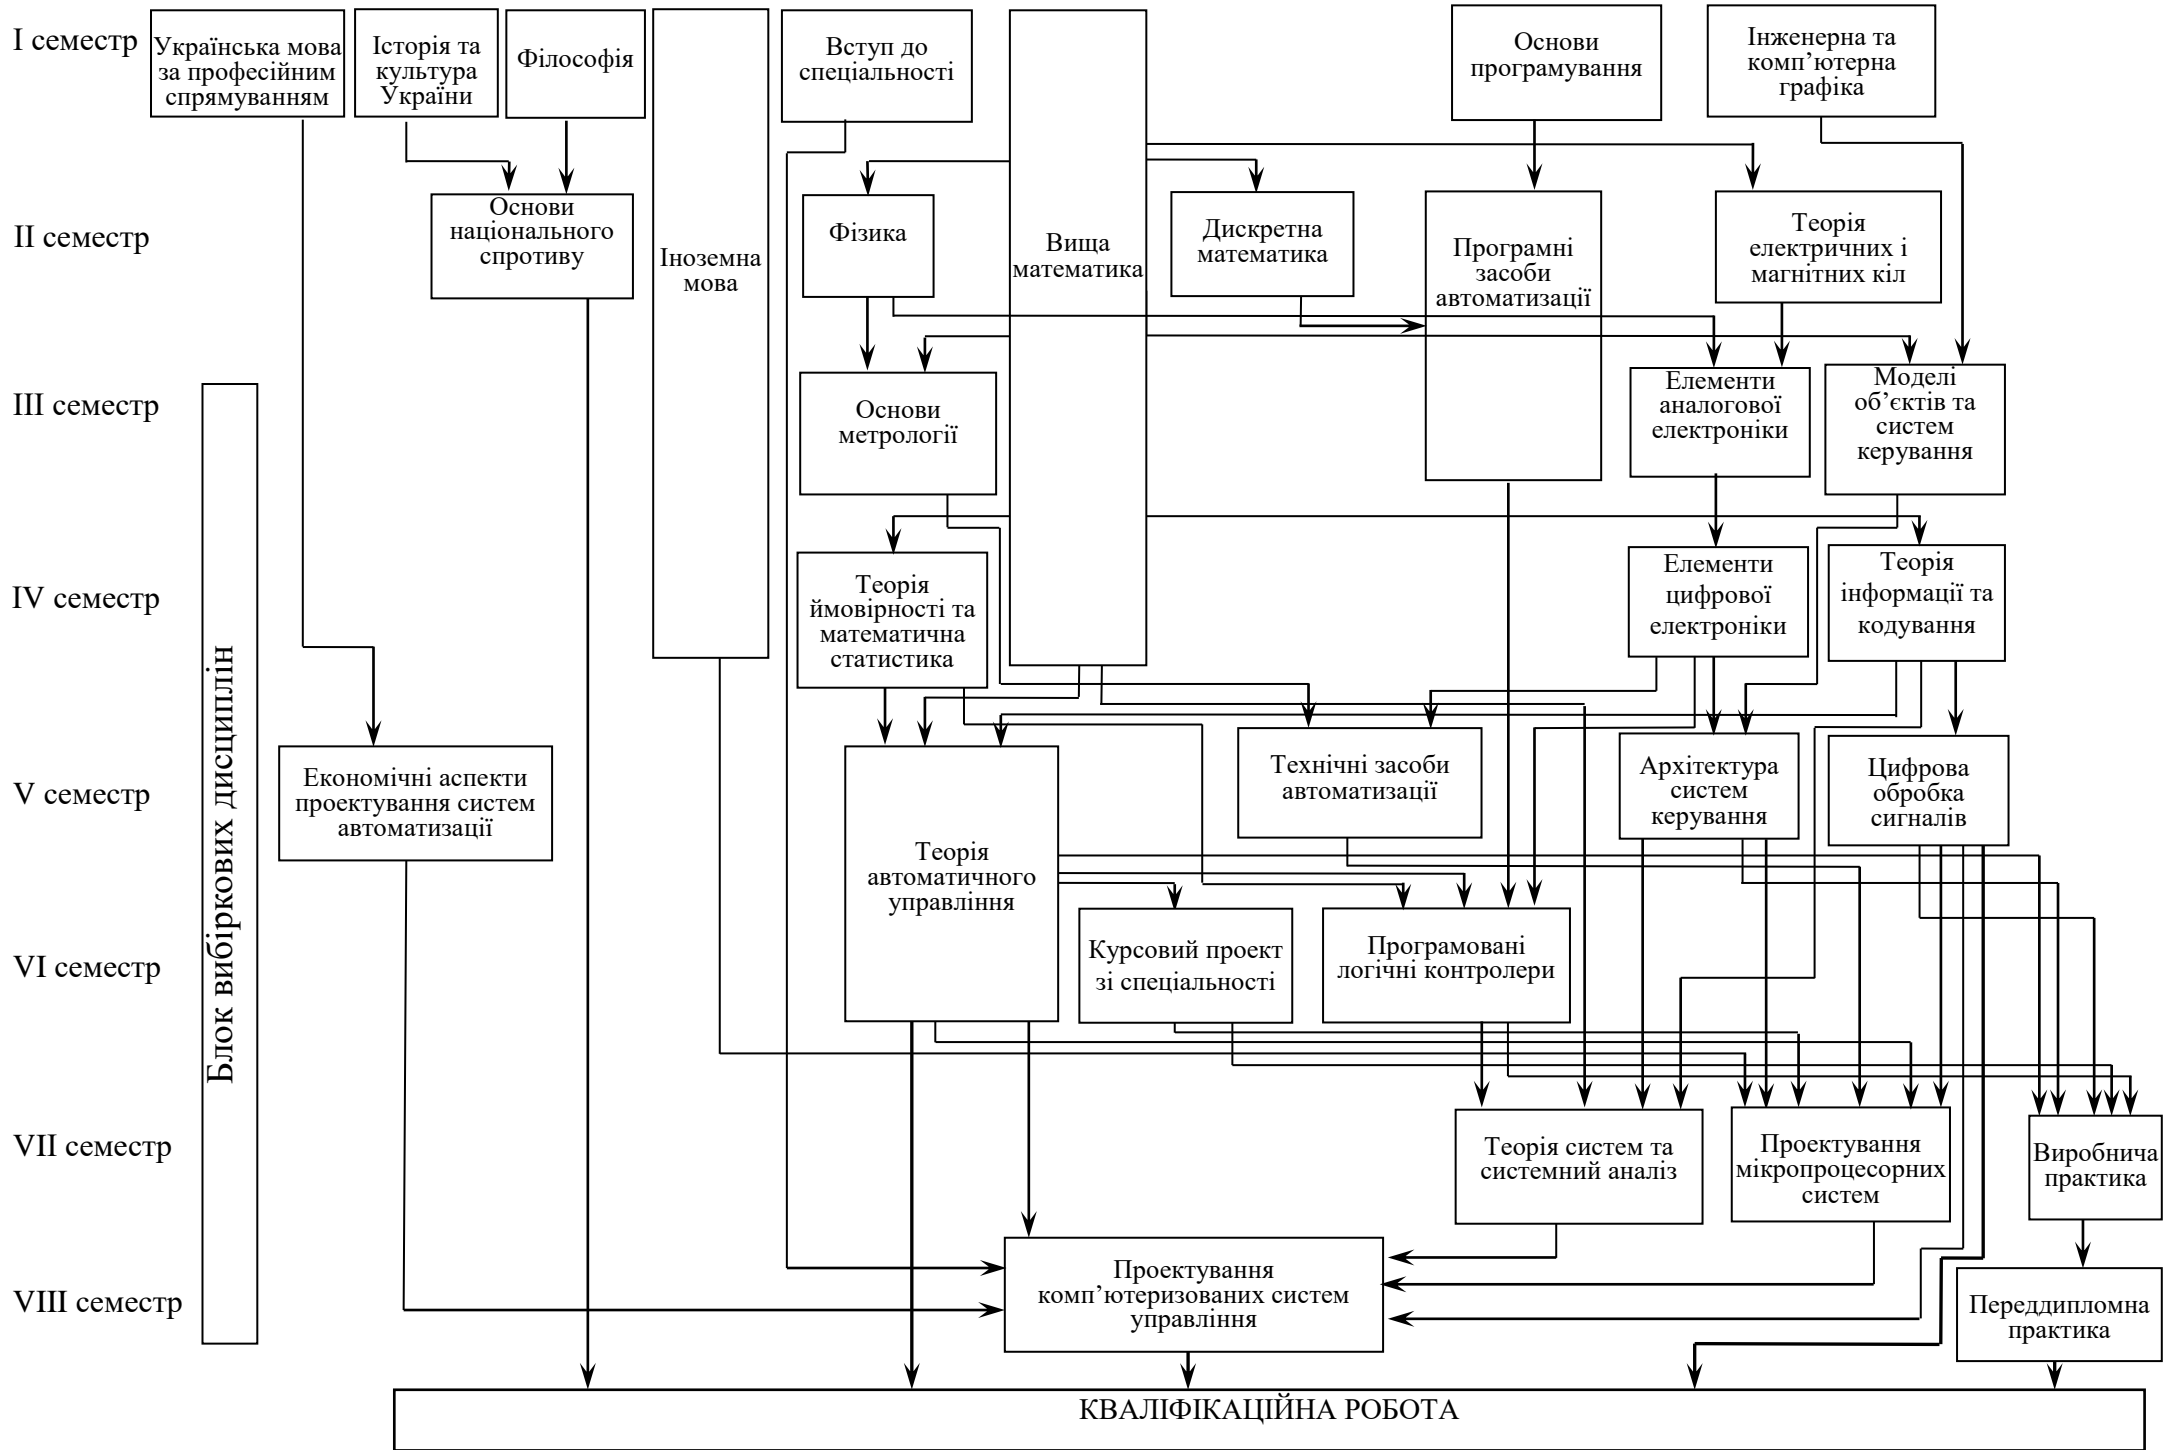 I семестр
Українська мова
за професійним
спрямуванням
Історія та
культура
України
Філософія
Вступ до
спеціальності
Основи
програмування
Інженерна та
комп’ютерна
графіка
II семестр
Основи
національного
спротиву
Іноземна
мова
Фізика
Вища
математика
Дискретна
математика
Програмні
засоби
автоматизації
Теорія
електричних і
магнітних кіл
III семестр
Блок вибіркових дисциплін
Основи
метрології
Елементи
аналогової
електроніки
Моделі
об’єктів та
систем
керування
IV семестр
Теорія
ймовірності та
математична
статистика
Елементи
цифрової
електроніки
Теорія
інформації та
кодування
V семестр
Економічні аспекти
проектування систем
автоматизації
Теорія
автоматичного
управління
Технічні засоби
автоматизації
Архітектура
систем
керування
Цифрова
обробка
сигналів
VI семестр
Курсовий проект
зі спеціальності
Програмовані
логічні контролери
VII семестр
Теорія систем та
системний аналіз
Проектування
мікропроцесорних
систем
Виробнича
практика
VIII семестр
Проектування
комп’ютеризованих систем
управління
Переддипломна
практика
КВАЛІФІКАЦІЙНА РОБОТА